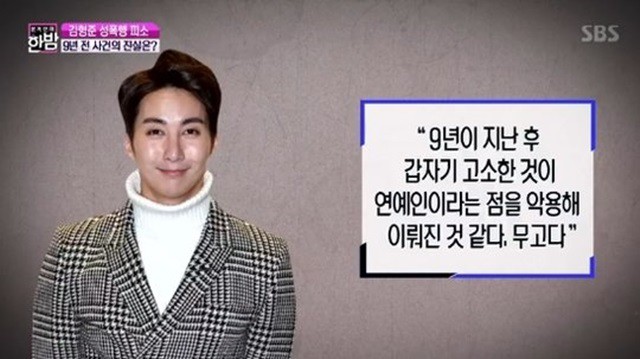 본격연예
한밤
김형준 성폭행 피소
9년 전 사건의 진실은?
SBS
“ 9년이 지난 후
갑자기 고소한 것이
연예인이라는 점을 악용해
이뤄진 것 같다. 무고다”